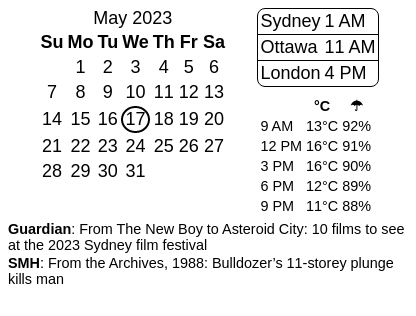 May 2023
Su Mo Tu We Th Fr Sa
1 2 3 4 5 6
7 8 9 10 11 12 13
14 15 16 17 18 19 20
21 22 23 24 25 26 27
28 29 30 31
Sydney 1 AM
Ottawa 11 AM
London 4 PM
°C ☂
9 AM 13°C 92%
12 PM 16°C 91%
3 PM 16°C 90%
6 PM 12°C 89%
9 PM 11°C 88%
Guardian: From The New Boy to Asteroid City: 10 films to see
at the 2023 Sydney film festival
SMH: From the Archives, 1988: Bulldozer’s 11-storey plunge
kills man